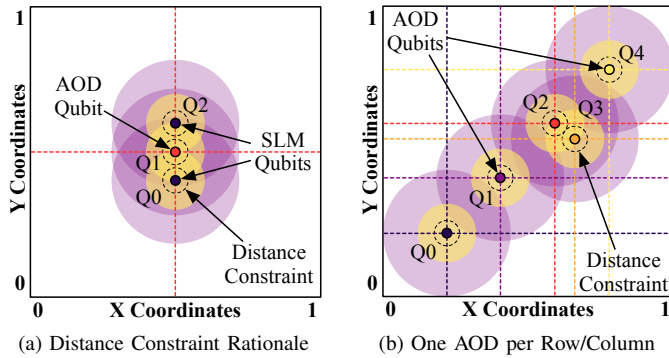 1
Y Coordinates
0
AOD
Qubit
Q2
Q1
Q0
SLM
Qubits
Distance
Constraint
0
X Coordinates
1
(a) Distance Constraint Rationale
1
Y Coordinates
0
AOD
Qubits
Q4
Q2
Q3
Q1
Q0
Distance
Constraint
0
X Coordinates
1
(b) One AOD per Row/Column